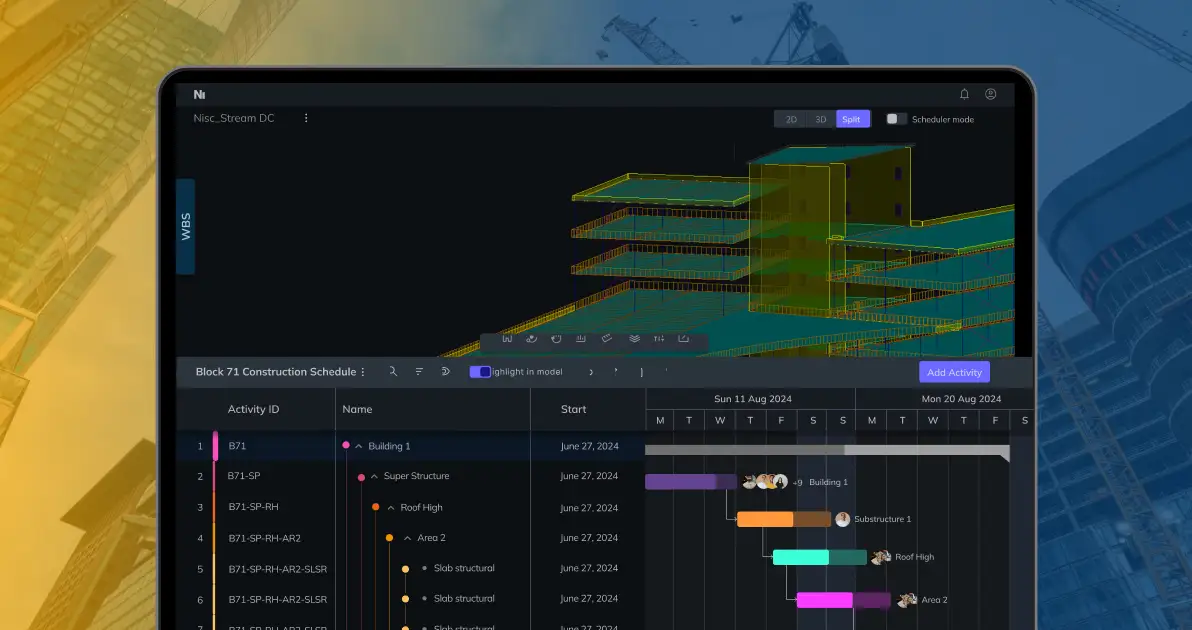 Nisc_Stream DC
2D 3D Split Scheduler mode
WBS
Block 71 Construction Schedule
ighlight in model
Add Activity
Activity ID Name Start
Sun 11 Aug 2024 Mon 20 Aug 2024
M T W T F S S M T W T F S
1 B71 Building 1 June 27, 2024
2 B71-SP Super Structure June 27, 2024
+9 Building 1
3 B71-SP-RH Roof High June 27, 2024
Substructure 1
4 B71-SP-RH-AR2 Area 2 June 27, 2024
Roof High
5 B71-SP-RH-AR2-SLSR Slab structural June 27, 2024
6 B71-SP-RH-AR2-SLSR Slab structural June 27, 2024
Area 2
7 B71-SP-RH-AR2-SLSR Slab structural June 27, 2024